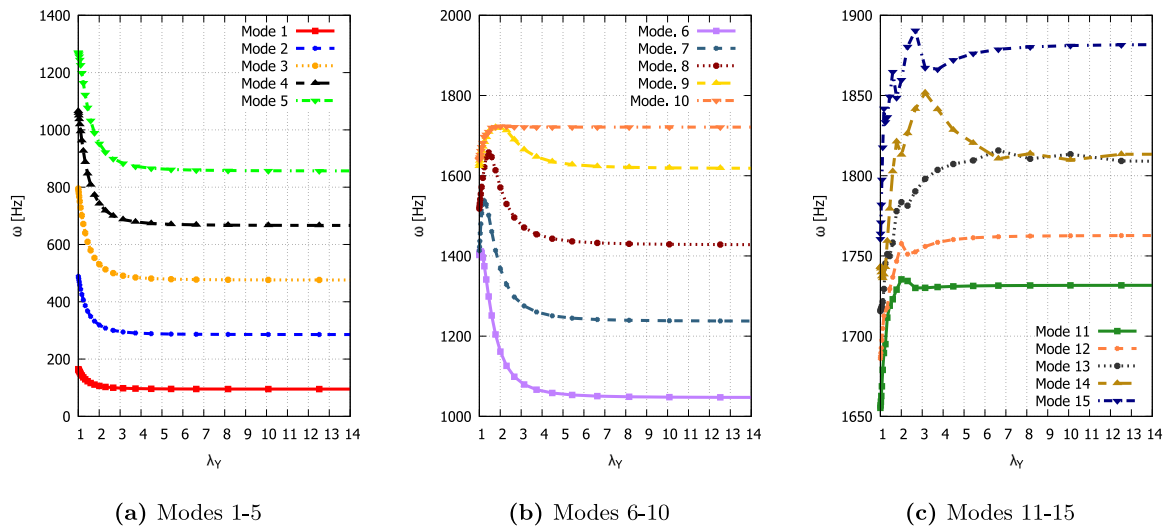 1400
1200
1000
800
600
400
200
0
ω [Hz]
Mode 1
Mode 2
Mode 3
Mode 4
Mode 5
1 2 3 4 5 6 7 8 9 10 11 12 13 14
λY
(a) Modes 1-5
2000
1800
1600
1400
1200
1000
ω [Hz]
Mode. 6
Mode. 7
Mode. 8
Mode. 9
Mode. 10
1 2 3 4 5 6 7 8 9 10 11 12 13 14
λY
(b) Modes 6-10
1900
1850
1800
1750
1700
1650
ω [Hz]
Mode 11
Mode 12
Mode 13
Mode 14
Mode 15
1 2 3 4 5 6 7 8 9 10 11 12 13 14
λY
(c) Modes 11-15